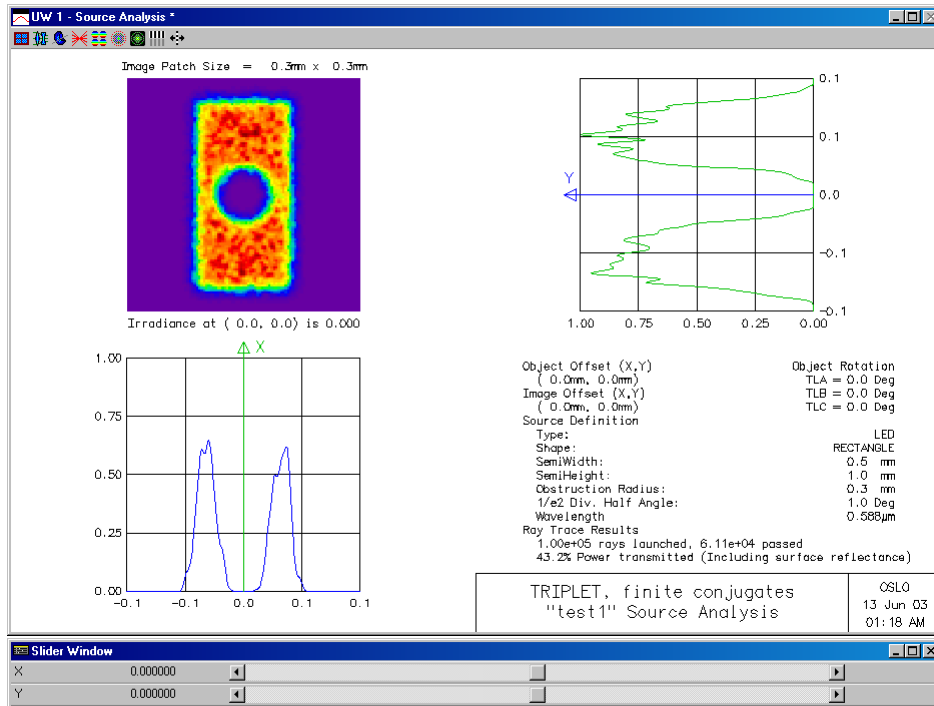 UW 1 - Source Analysis *
Image Patch Size = 0.3mm x 0.3mm
Irradiance at ( 0.0, 0.0) is 0.000
0.1
0.1
0.0
-0.1
-0.1
Y
1.00 0.75 0.50 0.25 0.00
X
1.00
0.75
0.50
0.25
0.00
-0.1 -0.1 0.0 0.1 0.1
Object Offset (X,Y)
( 0.0mm, 0.0mm)
Image Offset (X,Y)
( 0.0mm, 0.0mm)
Object Rotation
TLA = 0.0 Deg
TLB = 0.0 Deg
TLC = 0.0 Deg
Source Definition
Type: LED
Shape: RECTANGLE
SemiWidth: 0.5 mm
SemiHeight: 1.0 mm
Obstruction Radius: 0.3 mm
1/e2 Div. Half Angle: 1.0 Deg
Wavelength 0.588µm
Ray Trace Results
1.00e+05 rays launched, 6.11e+04 passed
43.2% Power transmitted (Including surface reflectance)
TRIPLET, finite conjugates
"test1" Source Analysis
OSLO
13 Jun 03
01:18 AM
Slider Window
X 0.000000
Y 0.000000